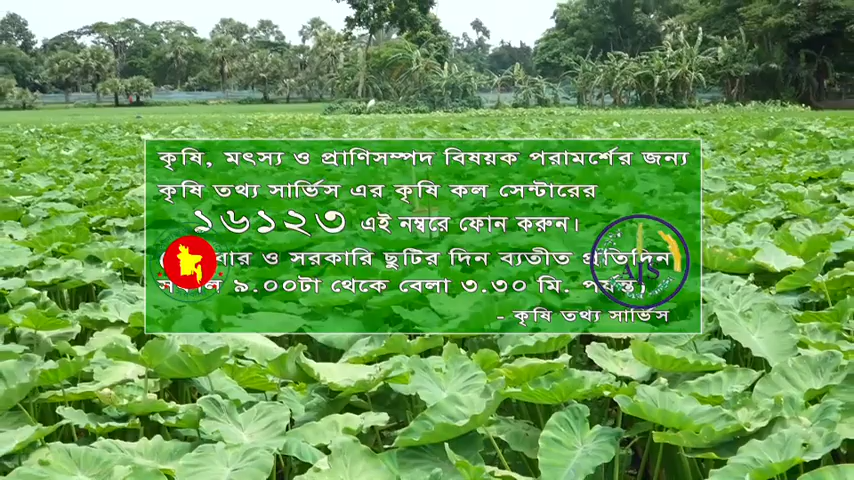 কৃষি, মৎস্য ও প্রাণিসম্পদ বিষয়ক পরামর্শের জন্য
কৃষি তথ্য সার্ভিস এর কৃষি কল সেন্টারের
১৬১২৩ এই নম্বরে ফোন করুন।
ও সরকারি ছুটির দিন ব্যতীত প্রতিদিন
৯.০০টা থেকে বেলা ৩.৩০ মি. পর্যন্ত,
- কৃষি তথ্য সার্ভিস
AIS